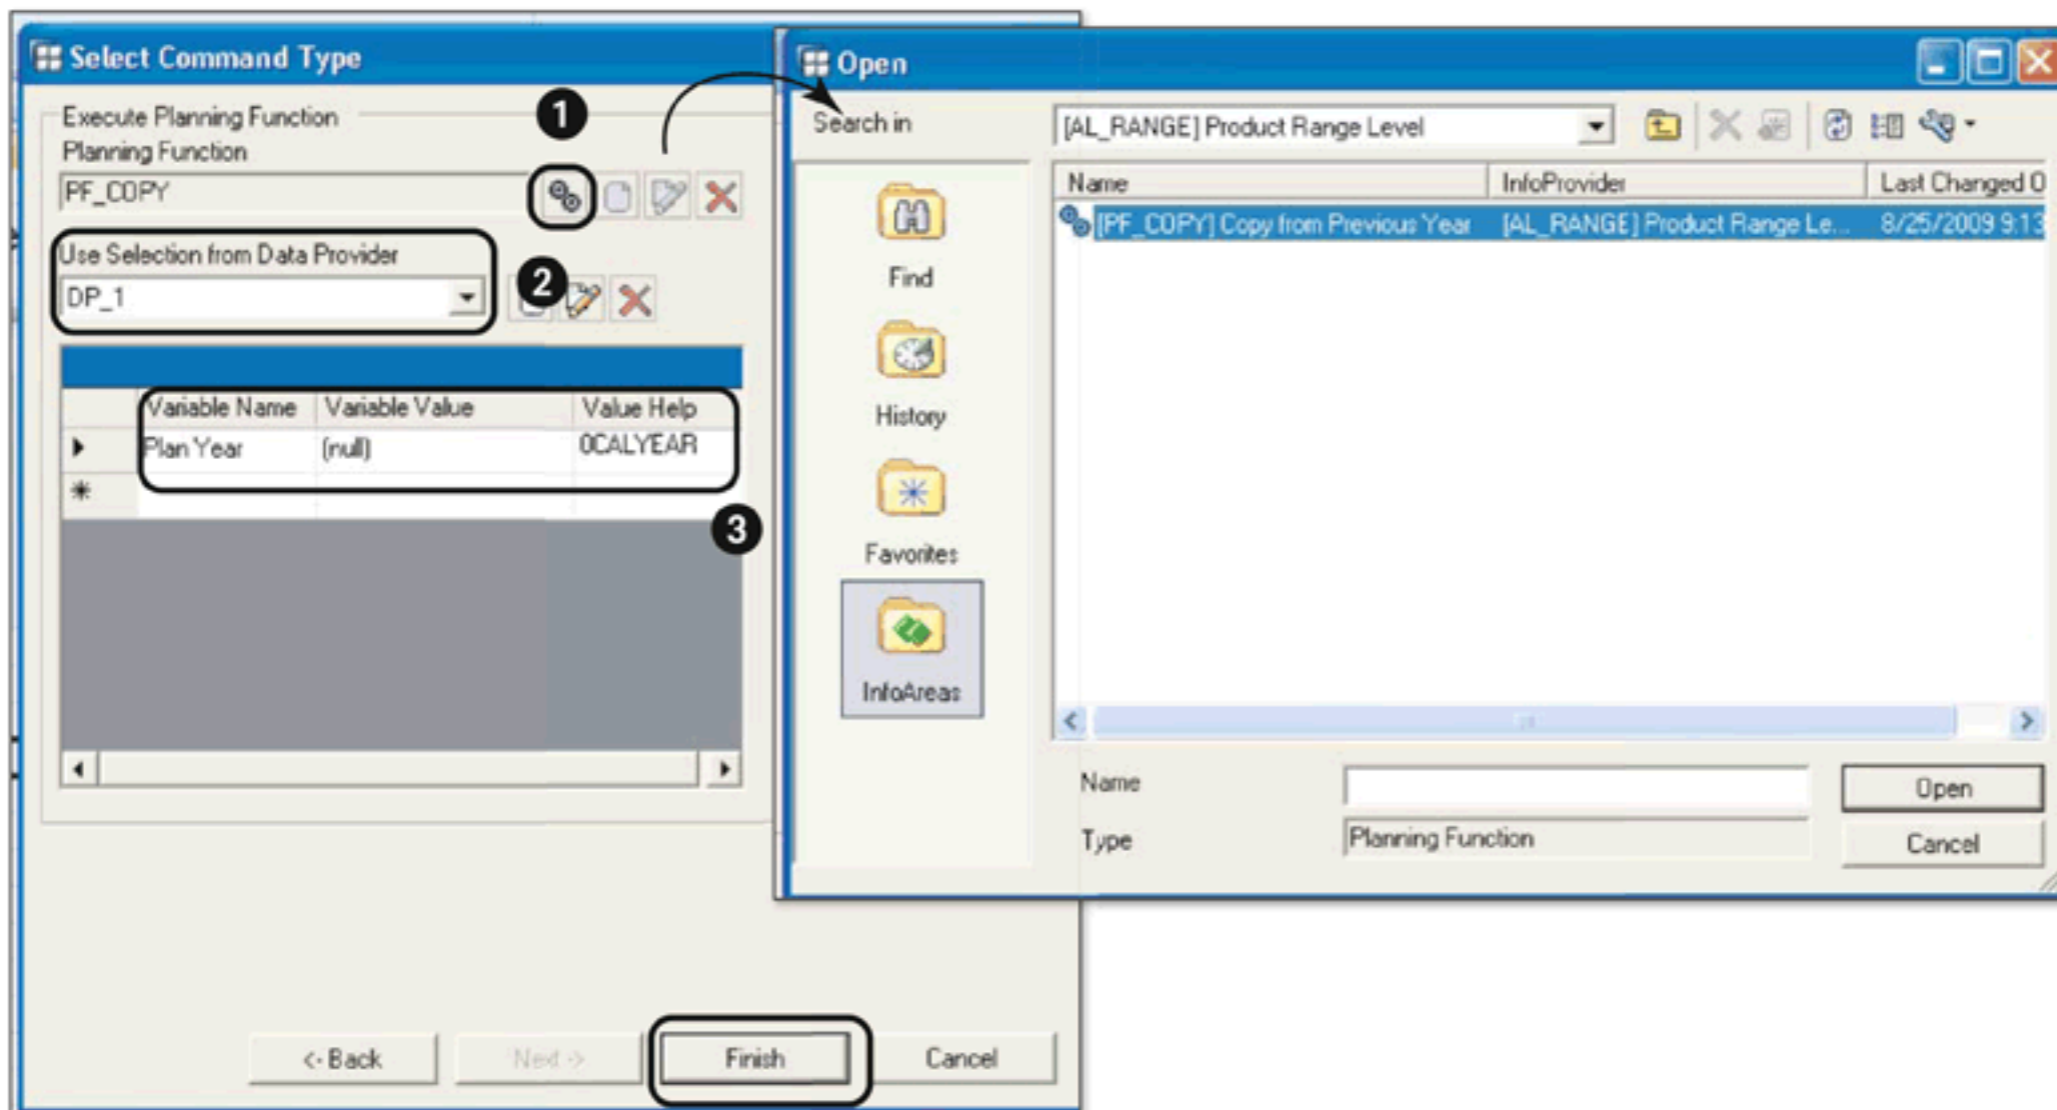 Select Command Type
Execute Planning Function
1
Planning Function
PF_COPY
Use Selection from Data Provider
DP_1
2
Variable Name Variable Value Value Help
Plan Year (null) 0CALYEAR
3
<- Back Next -> Finish Cancel
Open
Search in [AL_RANGE] Product Range Level
Name InfoProvider Last Changed O
[PF_COPY] Copy from Previous Year [AL_RANGE] Product Range Le... 8/25/2009 9:13
Find
History
Favorites
InfoAreas
Name Open
Type Planning Function Cancel